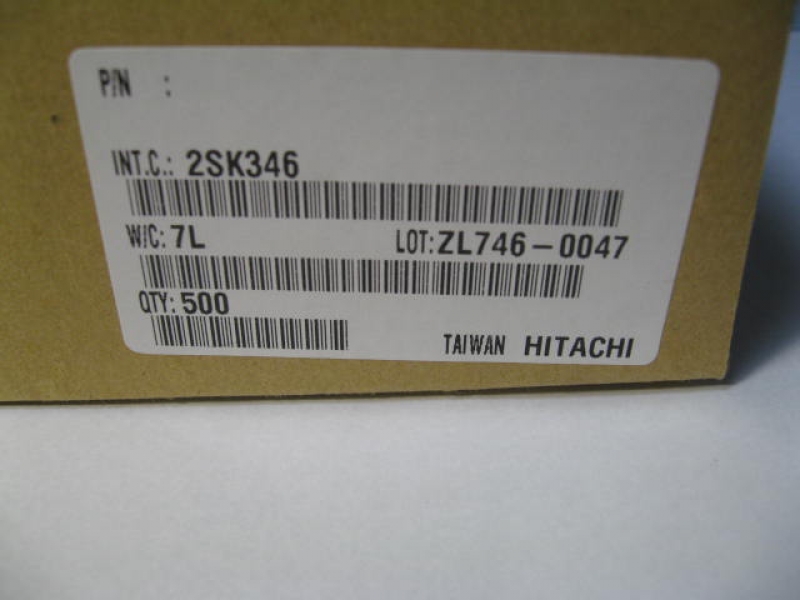 P/N :
INT.C.: 2SK346
W/C: 7L LOT: ZL746-0047
QTY: 500
TAIWAN HITACHI